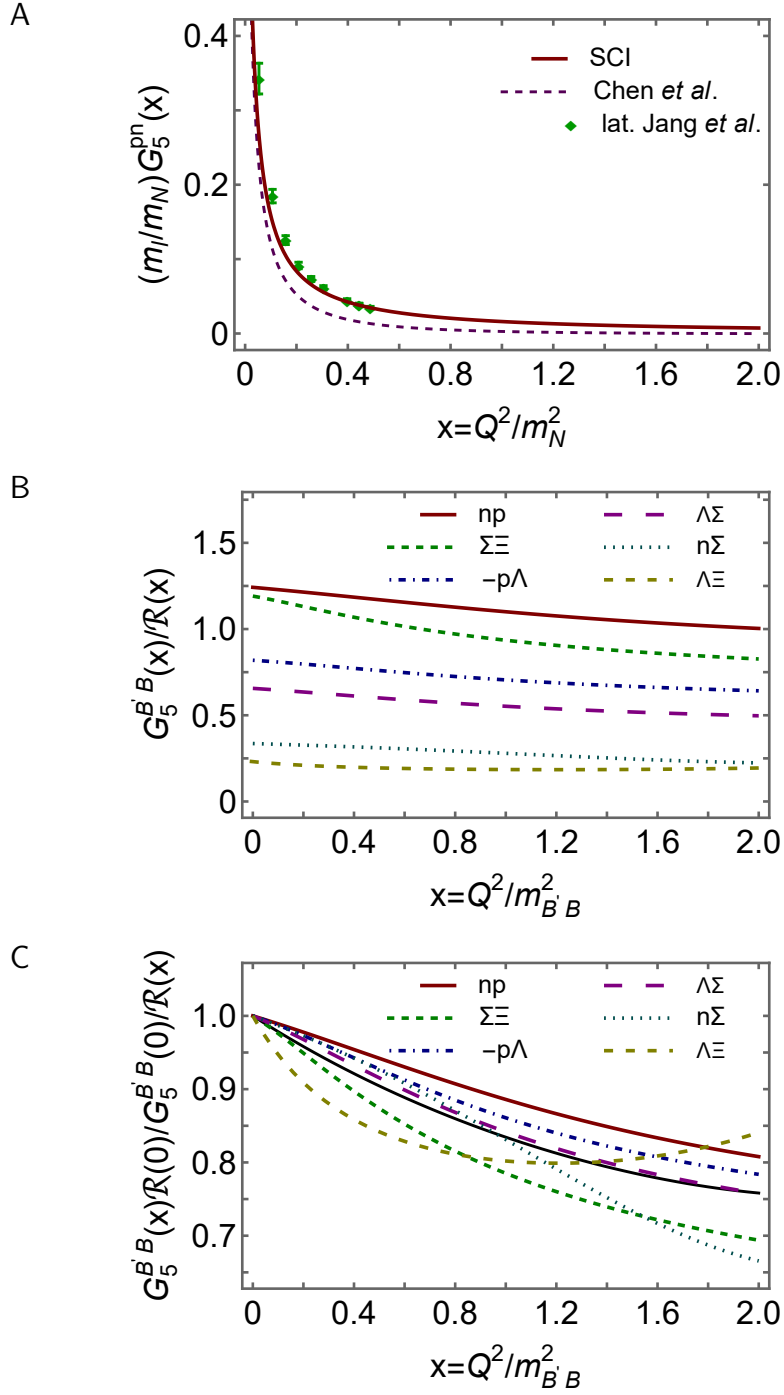 A
(m_l/m_N)G_5^{pn}(x)
0.4
0.2
0
SCI
Chen et al.
lat. Jang et al.
0 0.4 0.8 1.2 1.6 2.0
x=Q^2/m_N^2
B
G_5^{B'B}(x)/ℛ(x)
1.5
1.0
0.5
0
np ΛΣ
ΣΞ nΣ
−pΛ ΛΞ
0 0.4 0.8 1.2 1.6 2.0
x=Q^2/m_{B'B}^2
C
G_5^{B'B}(x)ℛ(0)/G_5^{B'B}(0)/ℛ(x)
1.0
0.9
0.8
0.7
np ΛΣ
ΣΞ nΣ
−pΛ ΛΞ
0 0.4 0.8 1.2 1.6 2.0
x=Q^2/m_{B'B}^2